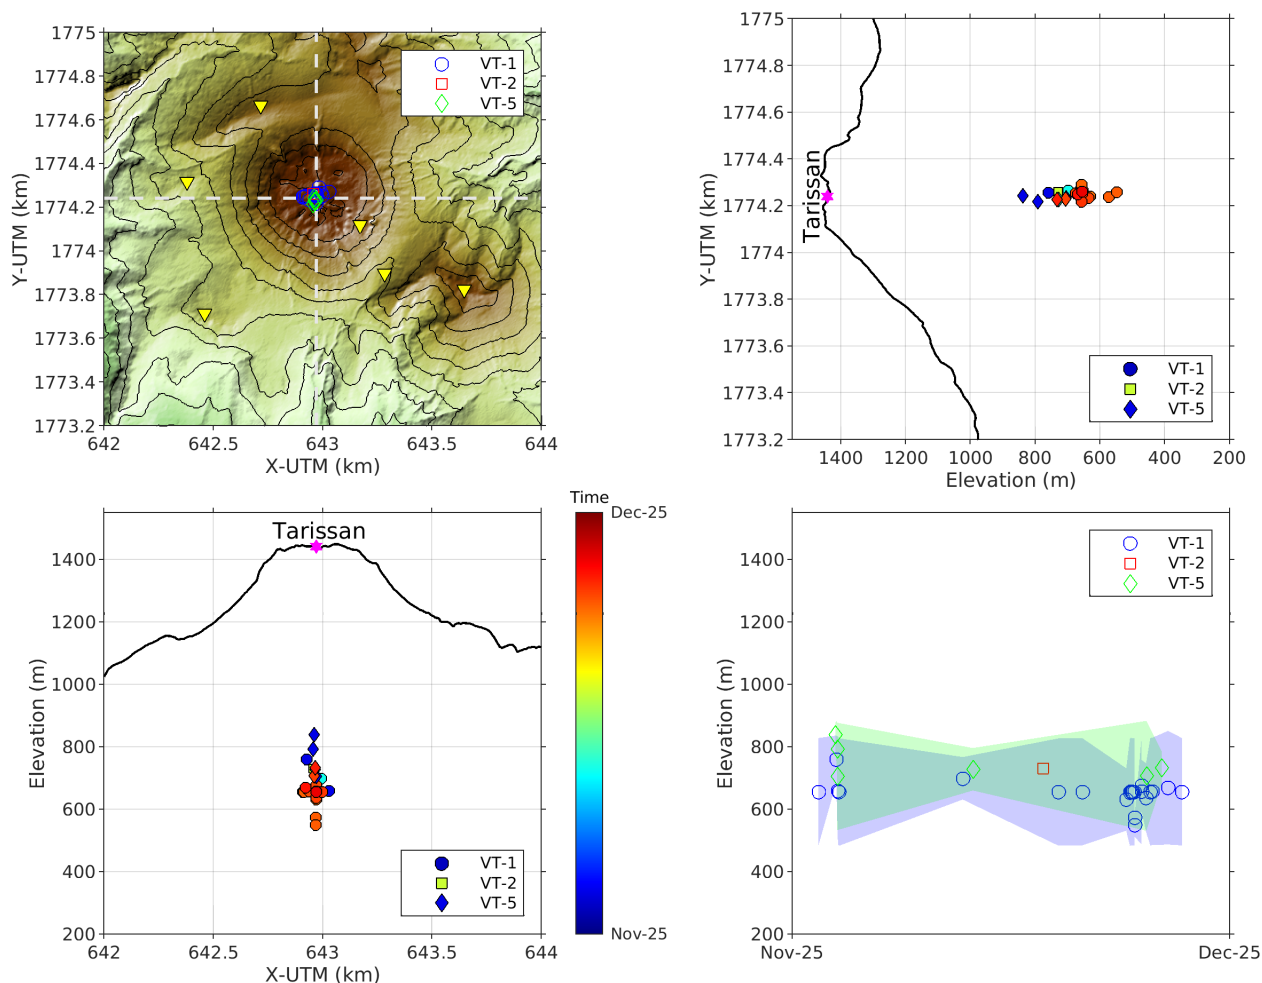 1775
1774.8
1774.6
1774.4
1774.2
1774
1773.8
1773.6
1773.4
1773.2
Y-UTM (km)
642
642.5
643
643.5
644
X-UTM (km)
VT-1
VT-2
VT-5
1775
1774.8
1774.6
1774.4
1774.2
1774
1773.8
1773.6
1773.4
1773.2
Y-UTM (km)
Tarissan
VT-1
VT-2
VT-5
1400
1200
1000
800
600
400
200
Elevation (m)
1400
1200
1000
800
600
400
200
Elevation (m)
Tarissan
VT-1
VT-2
VT-5
642
642.5
643
643.5
644
X-UTM (km)
Time
Dec-25
Nov-25
1400
1200
1000
800
600
400
200
Elevation (m)
VT-1
VT-2
VT-5
Nov-25
Dec-25